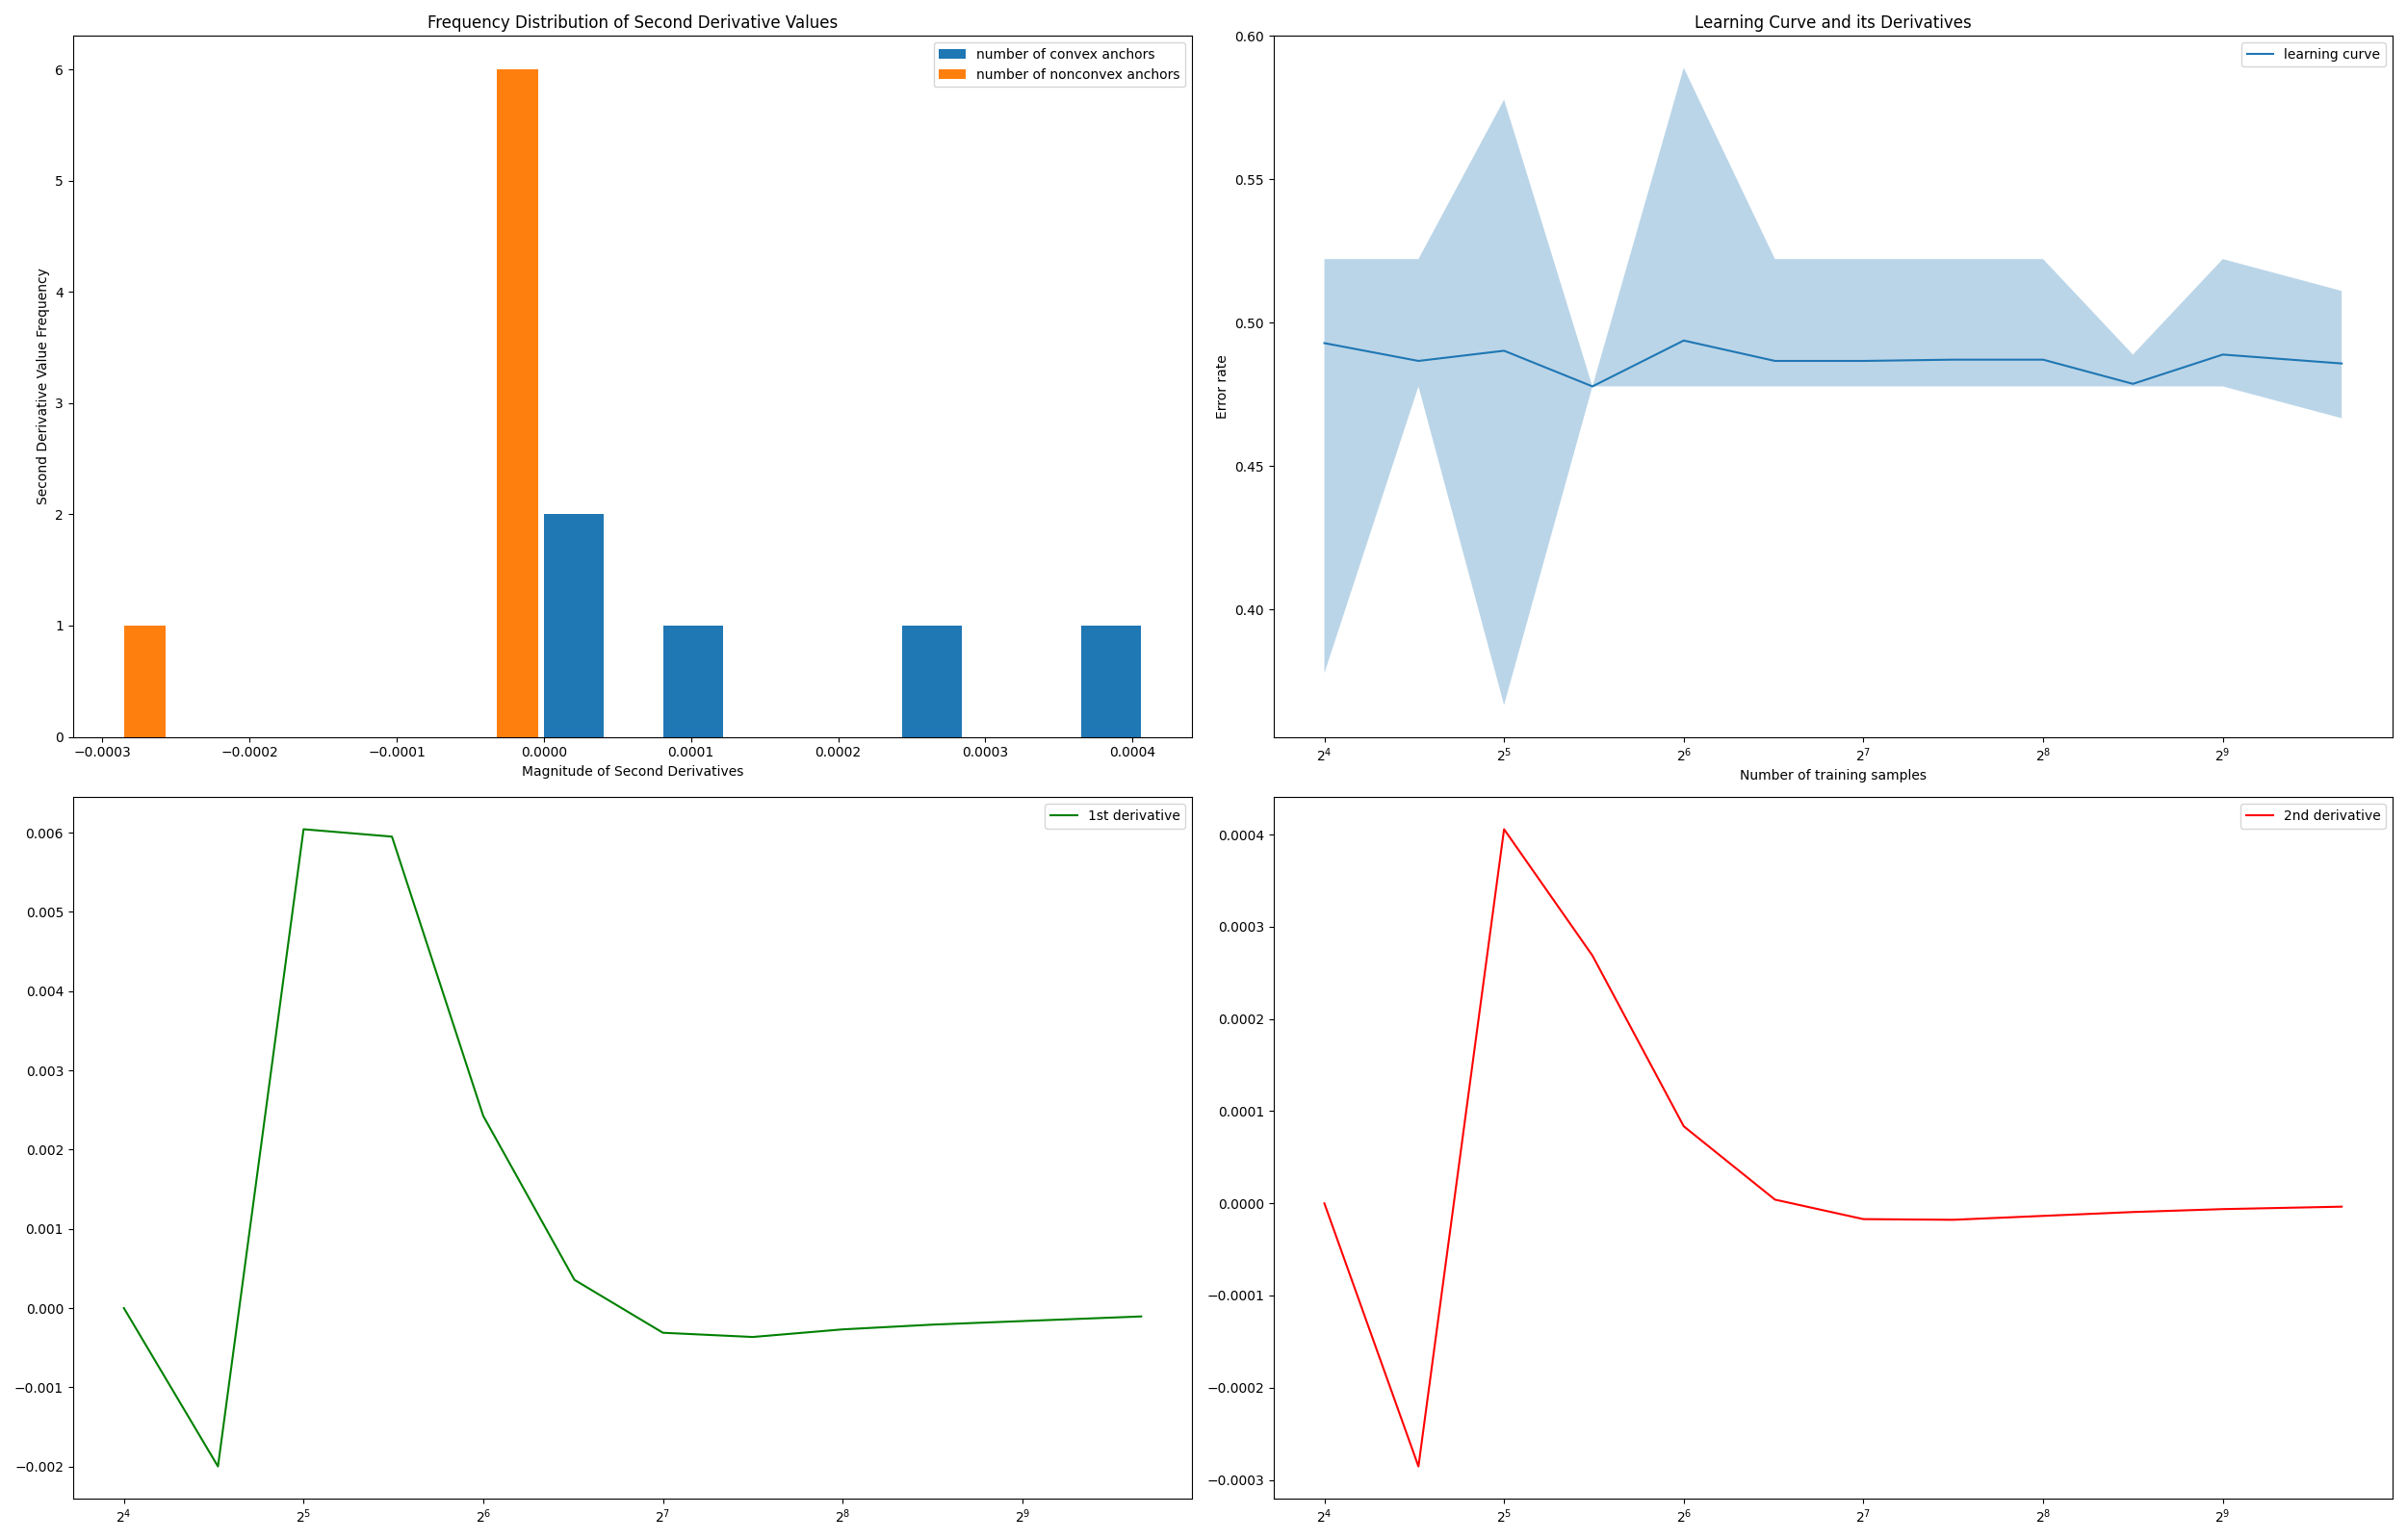 Frequency Distribution of Second Derivative Values
number of convex anchors
number of nonconvex anchors
6
5
4
3
2
1
0
Second Derivative Value Frequency
−0.0003 −0.0002 −0.0001 0.0000 0.0001 0.0002 0.0003 0.0004
Magnitude of Second Derivatives
Learning Curve and its Derivatives
learning curve
0.60
0.55
0.50
0.45
0.40
Error rate
2⁴ 2⁵ 2⁶ 2⁷ 2⁸ 2⁹
Number of training samples
1st derivative
0.006
0.005
0.004
0.003
0.002
0.001
0.000
−0.001
−0.002
2⁴ 2⁵ 2⁶ 2⁷ 2⁸ 2⁹
2nd derivative
0.0004
0.0003
0.0002
0.0001
0.0000
−0.0001
−0.0002
−0.0003
2⁴ 2⁵ 2⁶ 2⁷ 2⁸ 2⁹